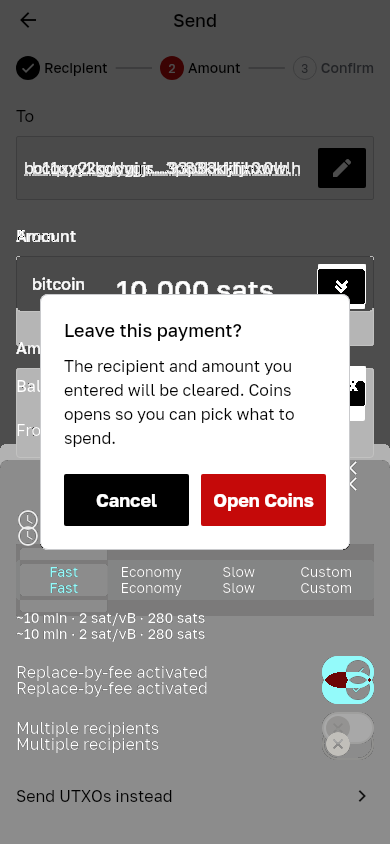 Send
Recipient
2
Amount
3
Confirm
To
Amount
bitcoin
10 000 sats
Leave this payment?
The recipient and amount you
entered will be cleared. Coins
opens so you can pick what to
spend.
Cancel
Open Coins
Fast
Economy
Slow
Custom
Fast
Economy
Slow
Custom
~10 min · 2 sat/vB · 280 sats
~10 min · 2 sat/vB · 280 sats
Replace-by-fee activated
Replace-by-fee activated
Multiple recipients
Multiple recipients
Send UTXOs instead